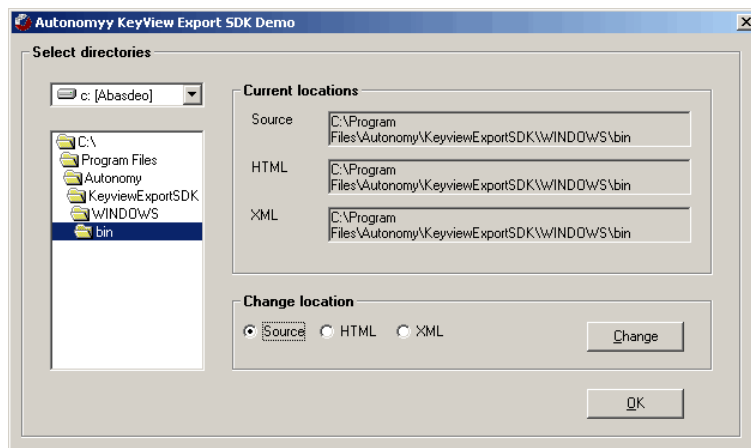 Autonomyy KeyView Export SDK Demo
Select directories
c: [Abasdeo]
C:\
Program Files
Autonomy
KeyviewExportSDK
WINDOWS
bin
Current locations
Source
C:\Program
Files\Autonomy\KeyviewExportSDK\WINDOWS\bin
HTML
C:\Program
Files\Autonomy\KeyviewExportSDK\WINDOWS\bin
XML
C:\Program
Files\Autonomy\KeyviewExportSDK\WINDOWS\bin
Change location
Source HTML XML
Change
OK